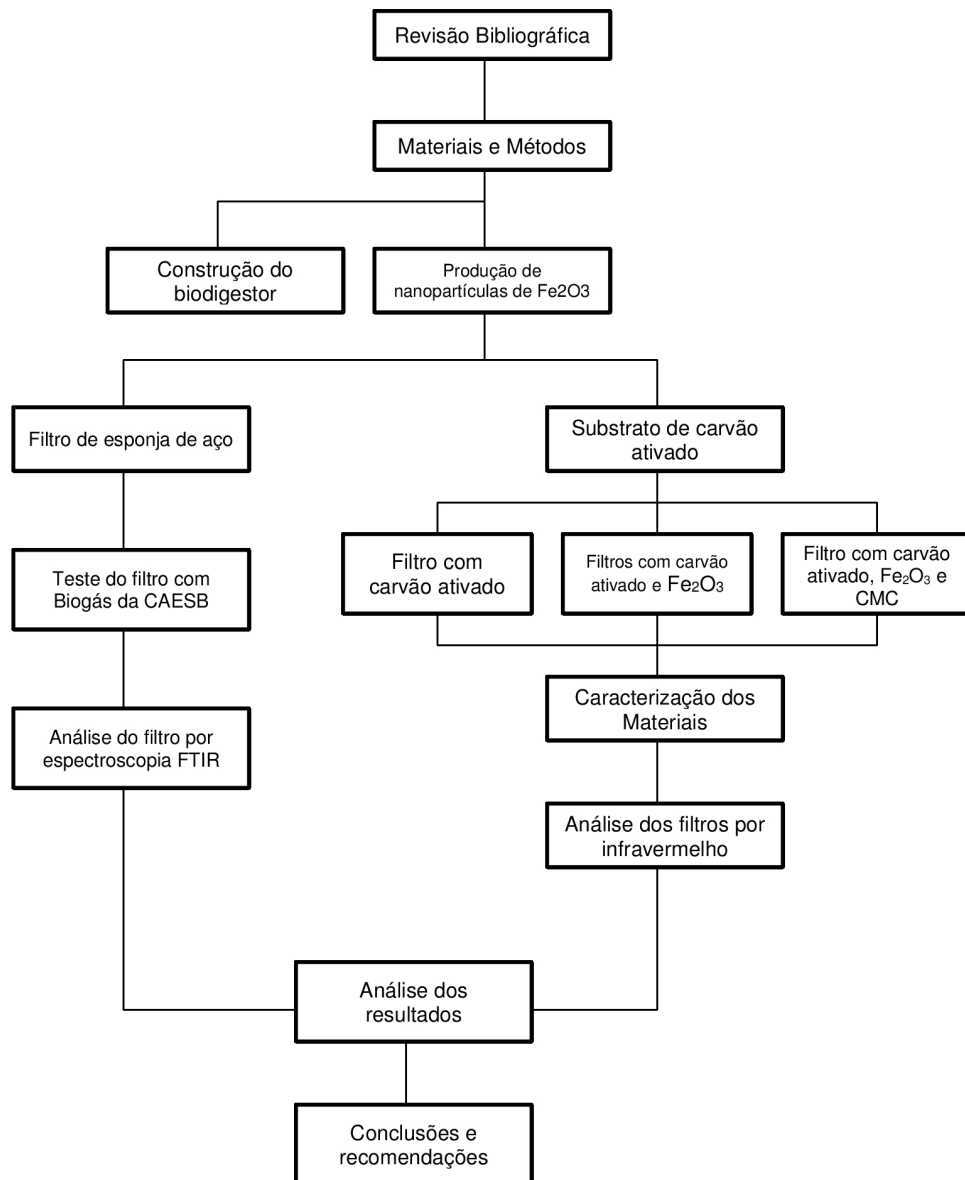 Revisão Bibliográfica
Materiais e Métodos
Construção do
biodigestor
Produção de
nanopartículas de Fe2O3
Filtro de esponja de aço
Substrato de carvão
ativado
Teste do filtro com
Biogás da CAESB
Filtro com
carvão ativado
Filtros com carvão
ativado e Fe₂O₃
Filtro com carvão
ativado, Fe₂O₃ e
CMC
Análise do filtro por
espectroscopia FTIR
Caracterização dos
Materiais
Análise dos filtros por
infravermelho
Análise dos
resultados
Conclusões e
recomendações